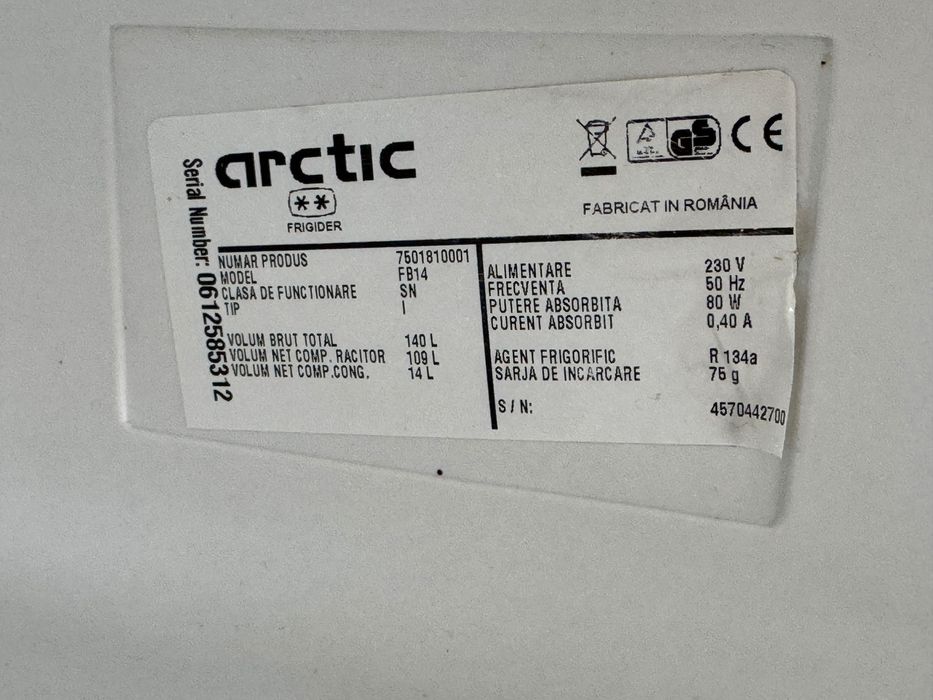 arctic
**
FRIGIDER
GS
CE
FABRICAT IN ROMÂNIA
Serial Number: 0612585312
NUMAR PRODUS 7501810001
MODEL FB14
CLASA DE FUNCTIONARE SN
TIP I
VOLUM BRUT TOTAL 140 L
VOLUM NET COMP. RACITOR 109 L
VOLUM NET COMP.CONG. 14 L
ALIMENTARE 230 V
FRECVENTA 50 Hz
PUTERE ABSORBITA 80 W
CURENT ABSORBIT 0,40 A
AGENT FRIGORIFIC R 134a
SARJA DE INCARCARE 75 g
S / N: 4570442700